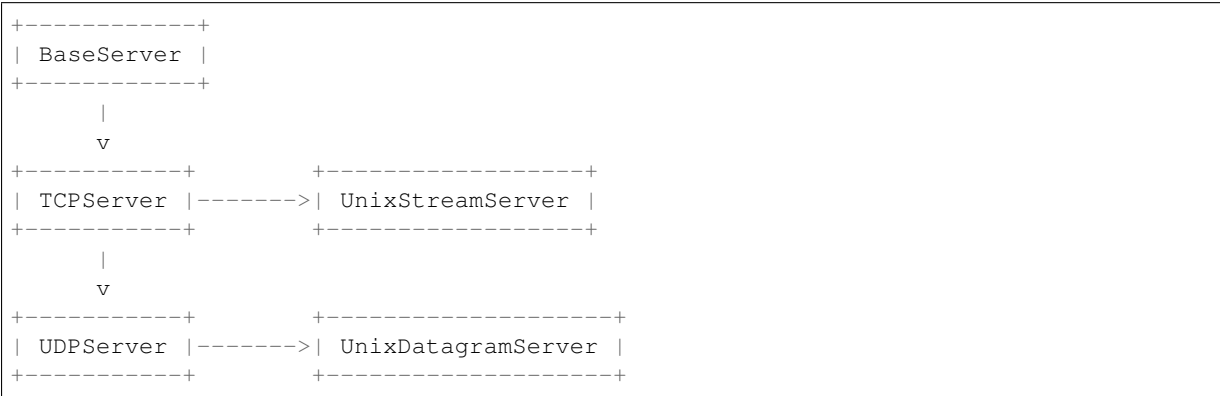 +------------+
| BaseServer |
+------------+
      |
      v
+-----------+        +------------------+
| TCPServer |------->| UnixStreamServer |
+-----------+        +------------------+
      |
      v
+-----------+        +--------------------+
| UDPServer |------->| UnixDatagramServer |
+-----------+        +--------------------+